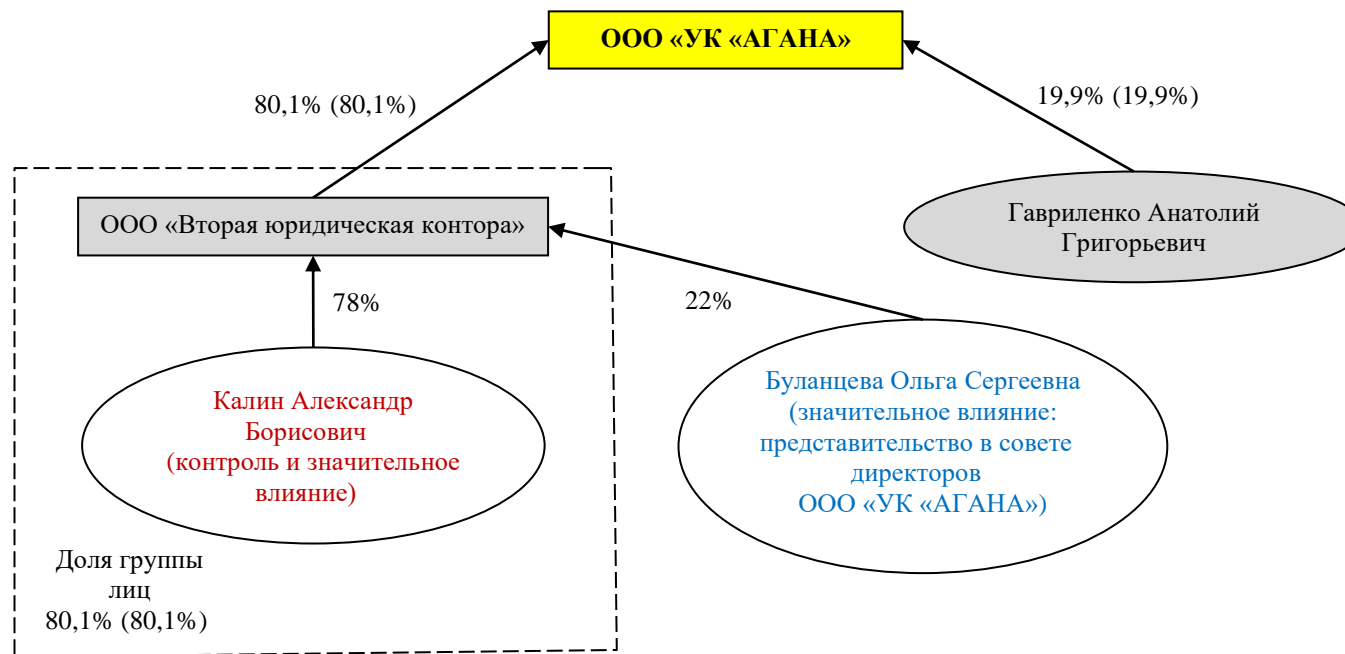 ООО «УК «АГАНА»
80,1% (80,1%)
19,9% (19,9%)
ООО «Вторая юридическая контора»
Гавриленко Анатолий
Григорьевич
78%
22%
Калин Александр
Борисович
(контроль и значительное
влияние)
Буланцева Ольга Сергеевна
(значительное влияние:
представительство в совете
директоров
ООО «УК «АГАНА»)
Доля группы
лиц
80,1% (80,1%)